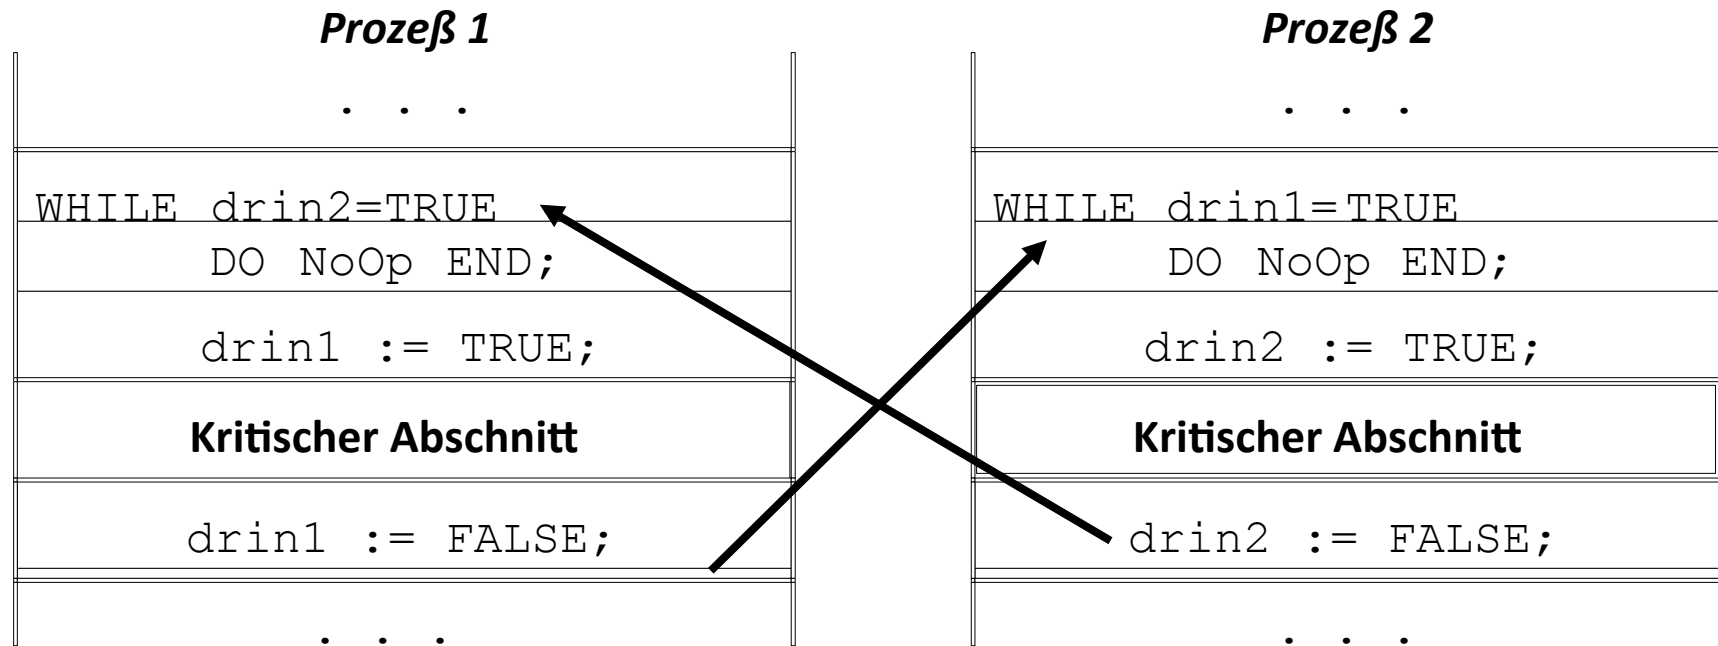 Prozeß 1
. . .
WHILE drin2=TRUE
DO NoOp END;
drin1 := TRUE;
Kritischer Abschnitt
drin1 := FALSE;
. . .
Prozeß 2
. . .
WHILE drin1=TRUE
DO NoOp END;
drin2 := TRUE;
Kritischer Abschnitt
drin2 := FALSE;
. . .